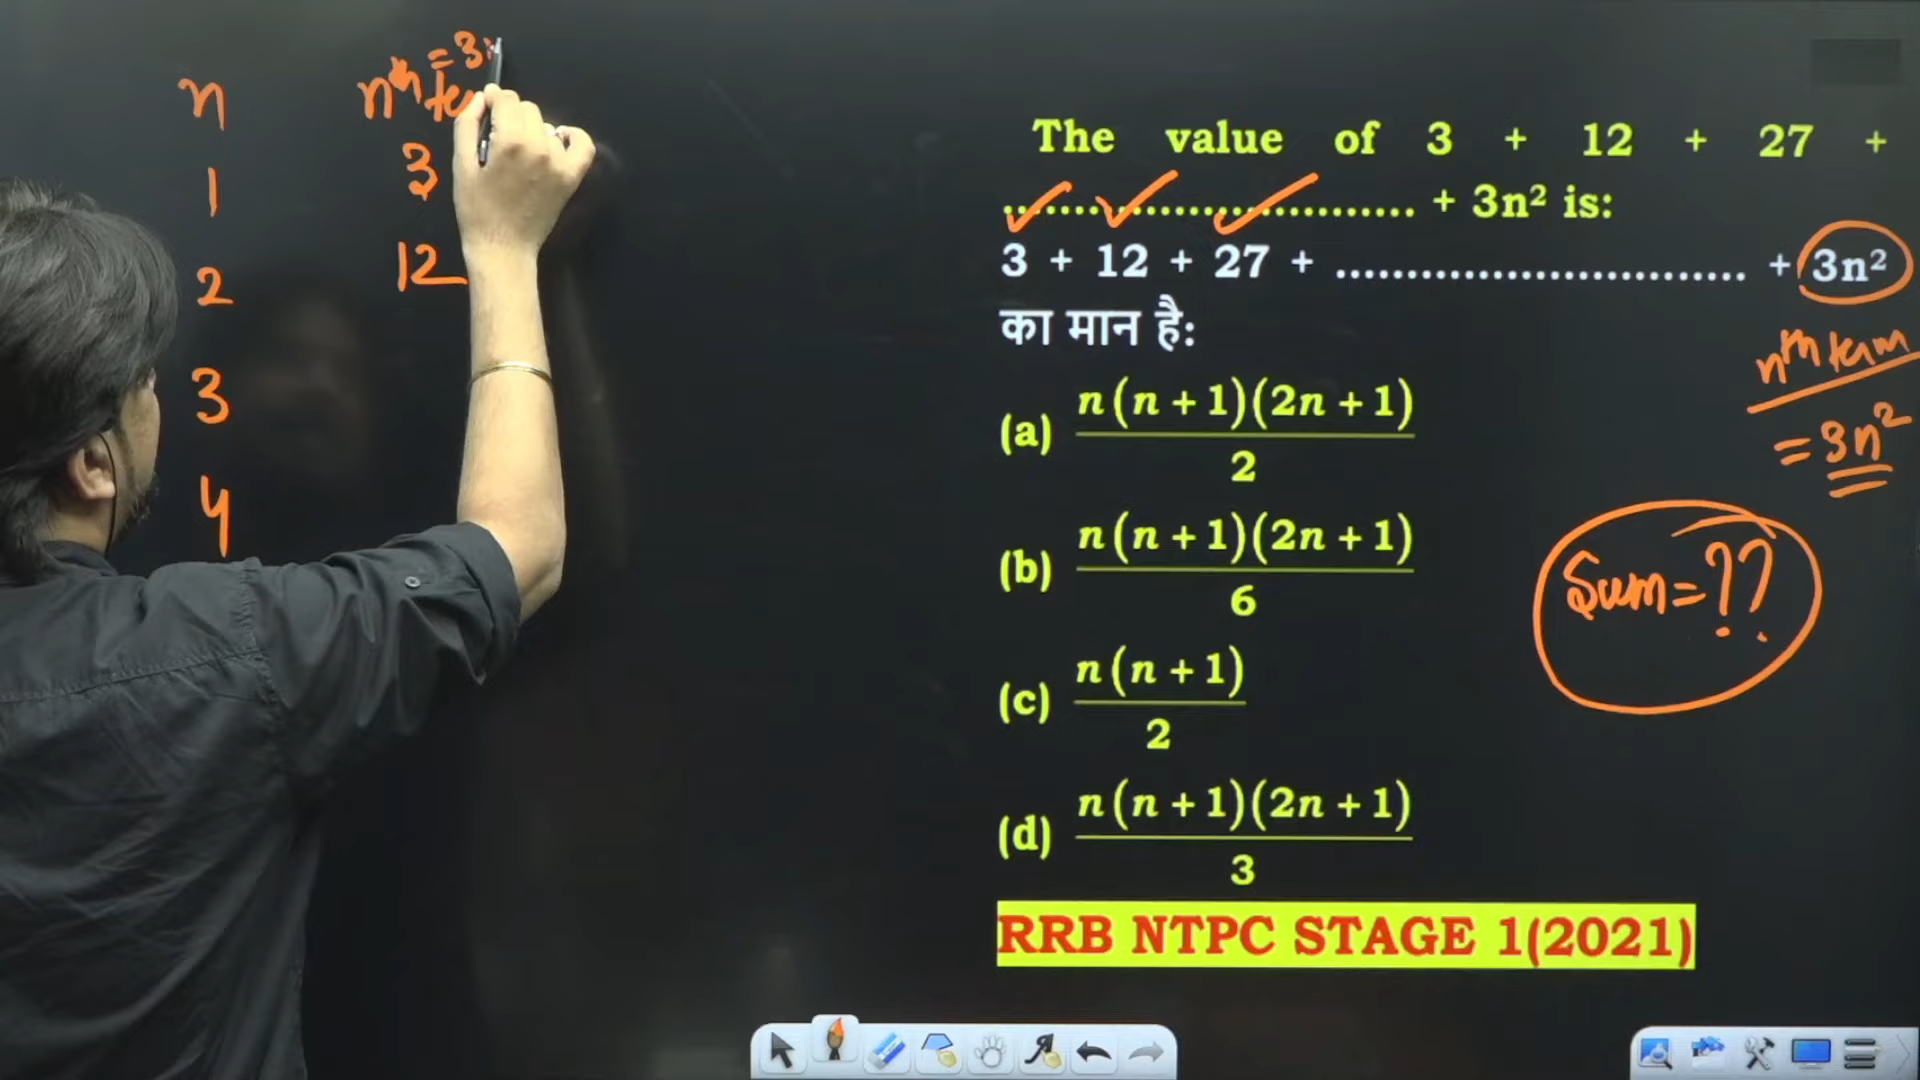 n
nth
= 3
1
3
2
12
3
4
The value of 3 + 12 + 27 +
............................. + 3n² is:
3 + 12 + 27 + ............................. + 3n²
का मान है:
nth term
= 3n²
(a) n(n + 1)(2n + 1)
2
(b) n(n + 1)(2n + 1)
6
Sum = ??
(c) n(n + 1)
2
(d) n(n + 1)(2n + 1)
3
RRB NTPC STAGE 1(2021)